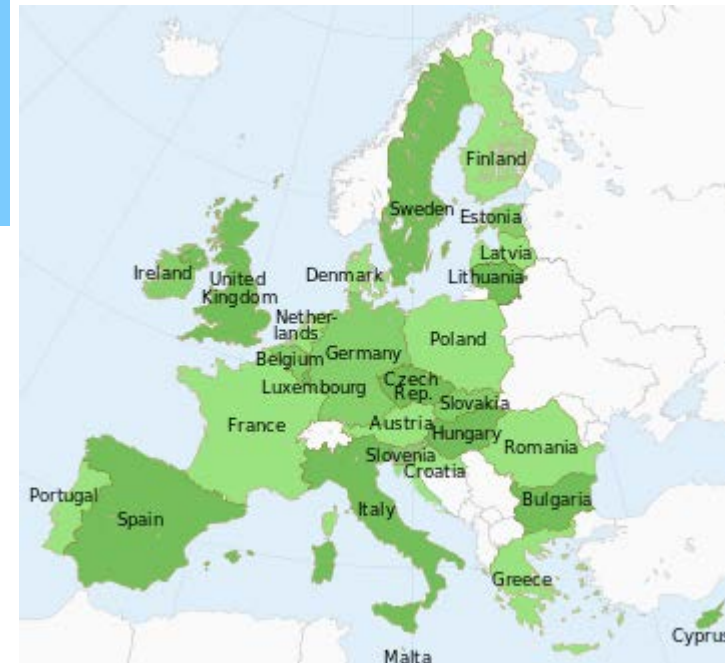 Finland
Sweden
Estonia
Latvia
Lithuania
Ireland
United
Kingdom
Denmark
Nether-
lands
Belgium
Germany
Poland
Luxembourg
Czech
Rep.
Slovakia
France
Austria
Hungary
Romania
Slovenia
Croatia
Portugal
Spain
Italy
Bulgaria
Greece
Cyprus
Malta